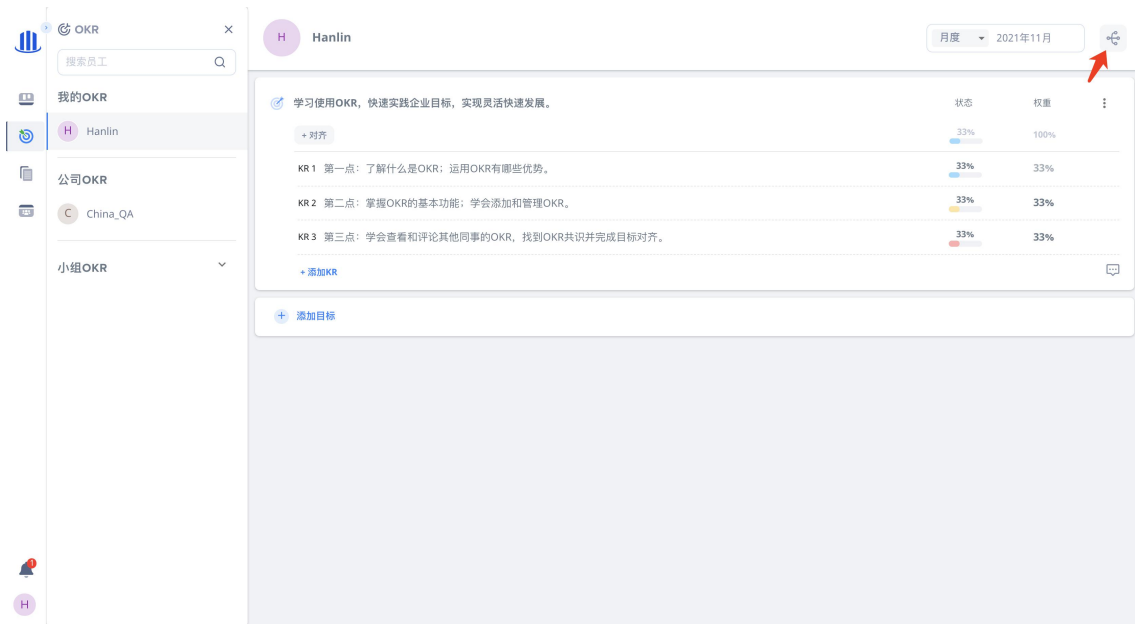 OKR
搜索员工
我的OKR
H Hanlin
公司OKR
C China_QA
小组OKR
1
H
H Hanlin
月度 2021年11月
学习使用OKR，快速实践企业目标，实现灵活快速发展。 状态 权重
+ 对齐 33% 100%
KR 1 第一点：了解什么是OKR；运用OKR有哪些优势。 33% 33%
KR 2 第二点：掌握OKR的基本功能；学会添加和管理OKR。 33% 33%
KR 3 第三点：学会查看和评论其他同事的OKR，找到OKR共识并完成目标对齐。 33% 33%
+ 添加KR
+ 添加目标